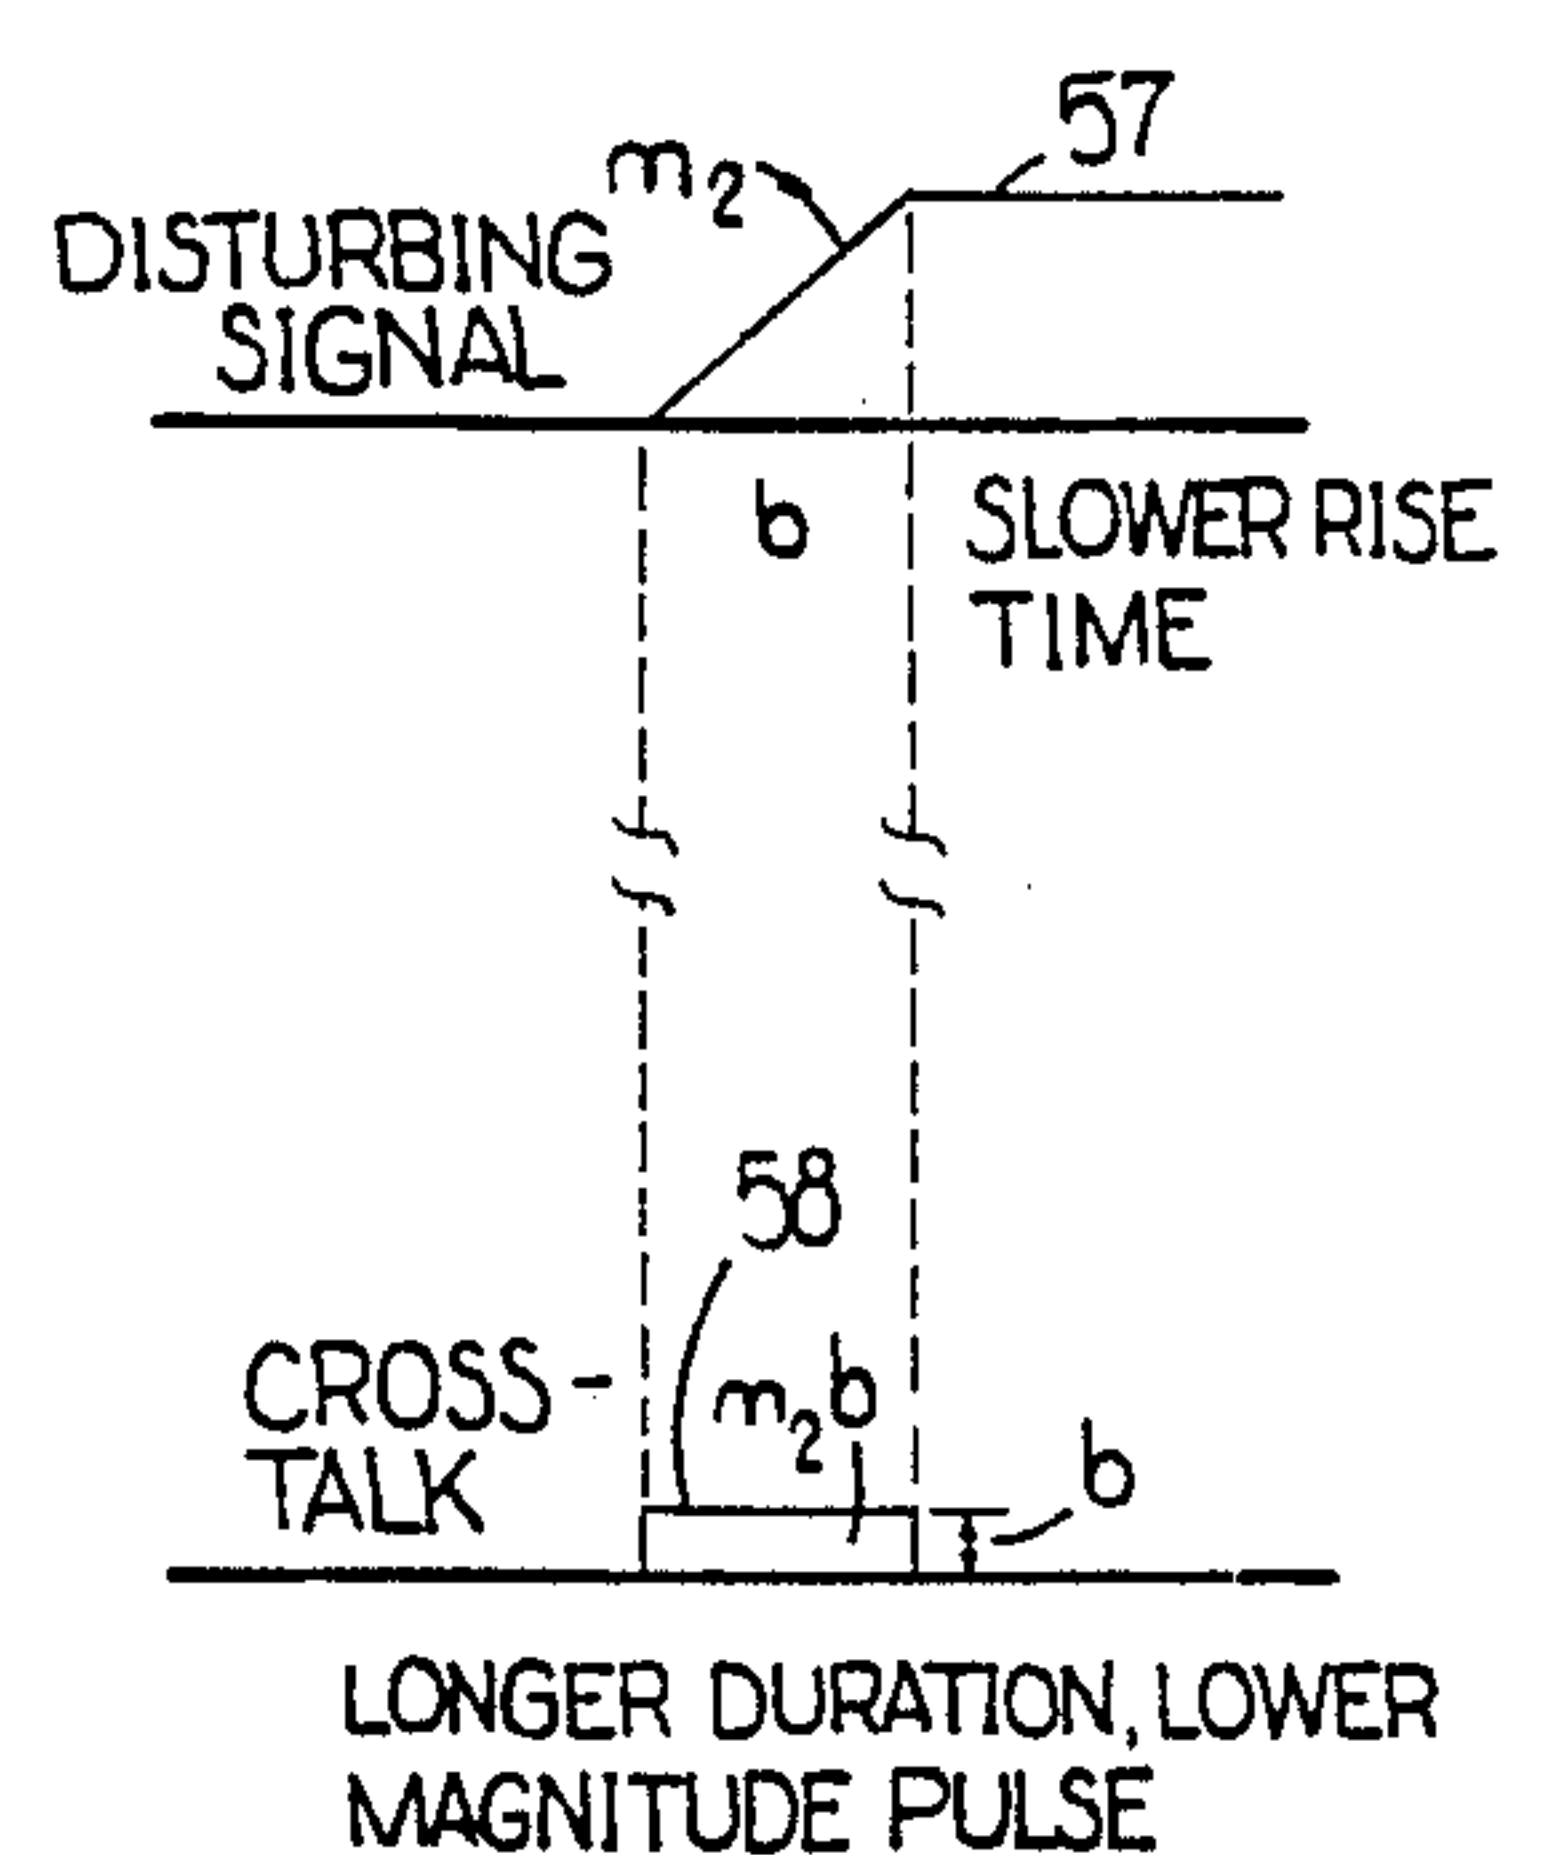 57
m₂
DISTURBING
SIGNAL
b
SLOWER RISE
TIME
58
CROSS-
TALK
m₂b
b
LONGER DURATION, LOWER
MAGNITUDE PULSE